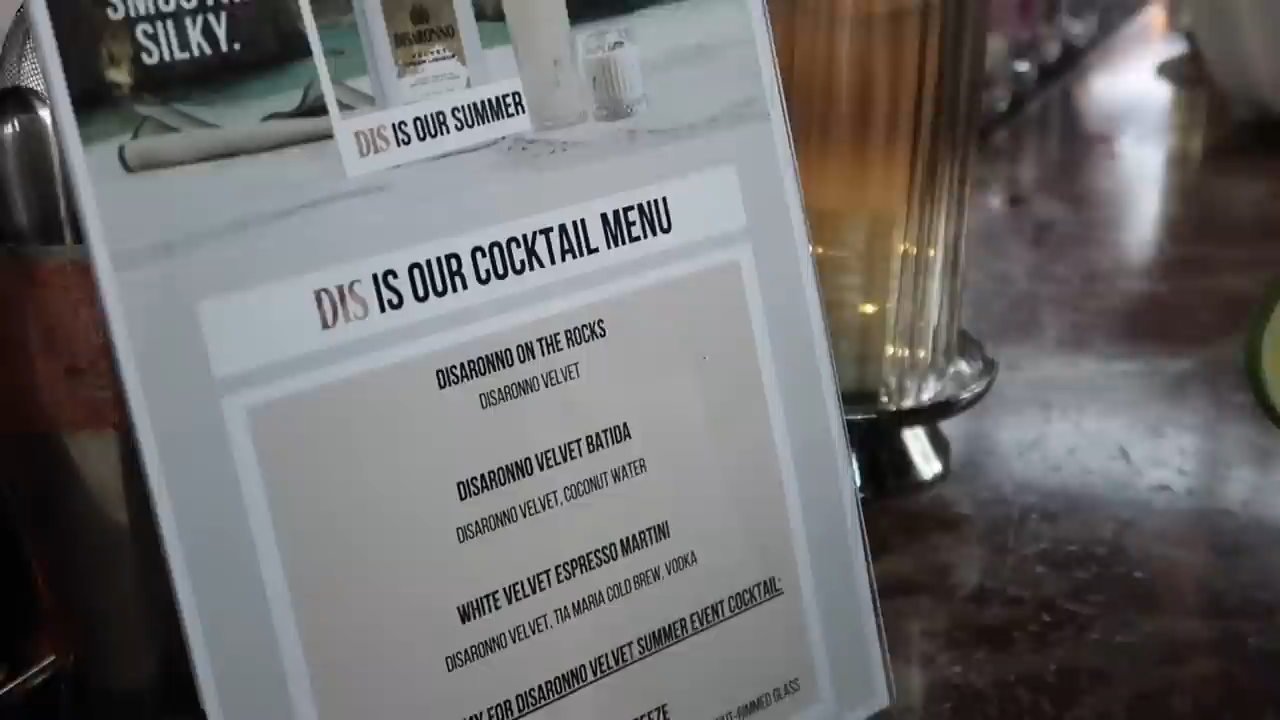 SILKY.
DISARONNO
VELVET
DIS IS OUR SUMMER
DIS IS OUR COCKTAIL MENU
DISARONNO ON THE ROCKS
DISARONNO VELVET
DISARONNO VELVET BATIDA
DISARONNO VELVET, COCONUT WATER
WHITE VELVET ESPRESSO MARTINI
DISARONNO VELVET, TIA MARIA COLD BREW, VODKA
FOR DISARONNO VELVET SUMMER EVENT COCKTAIL:
GLASS